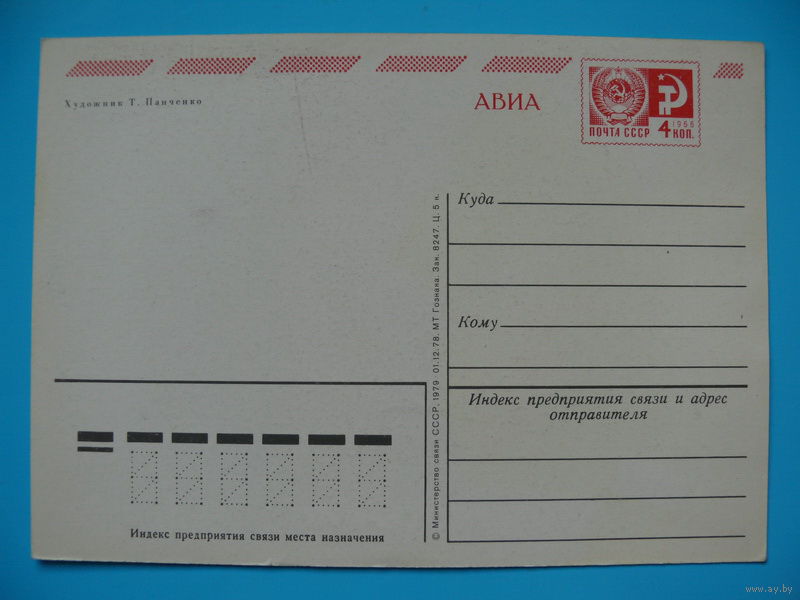 Художник Т. Панченко
АВИА
ПОЧТА СССР
1966
4 КОП.
Куда
Кому
© Министерство связи СССР, 1979 01.12.78. МТ Гознака. Зак. 8247. Ц. 5 к.
Индекс предприятия связи и адрес
отправителя
Индекс предприятия связи места назначения
www.ay.by